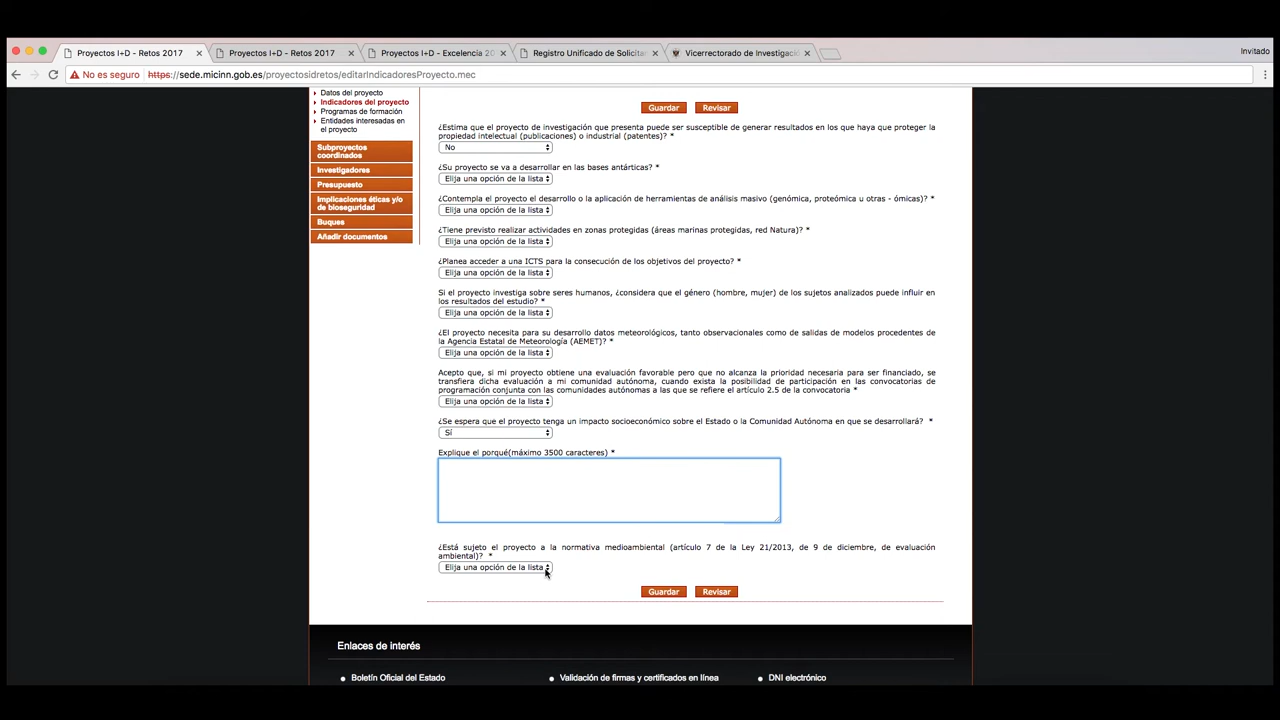 Proyectos I+D - Retos 2017
Proyectos I+D - Retos 2017
Proyectos I+D - Excelencia 20
Registro Unificado de Solicitan
Vicerrectorado de Investigació
Invitado
No es seguro
https://sede.micinn.gob.es/proyectosidretos/editarIndicadoresProyecto.mec
Datos del proyecto
Indicadores del proyecto
Programas de formación
Entidades interesadas en
el proyecto
Subproyectos
coordinados
Investigadores
Presupuesto
Implicaciones éticas y/o
de bioseguridad
Buques
Añadir documentos
Guardar
Revisar
¿Estima que el proyecto de investigación que presenta puede ser susceptible de generar resultados en los que haya que proteger la
propiedad intelectual (publicaciones) o industrial (patentes)? *
No
¿Su proyecto se va a desarrollar en las bases antárticas? *
Elija una opción de la lista
¿Contempla el proyecto el desarrollo o la aplicación de herramientas de análisis masivo (genómica, proteómica u otras - ómicas)? *
Elija una opción de la lista
¿Tiene previsto realizar actividades en zonas protegidas (áreas marinas protegidas, red Natura)? *
Elija una opción de la lista
¿Planea acceder a una ICTS para la consecución de los objetivos del proyecto? *
Elija una opción de la lista
Si el proyecto investiga sobre seres humanos, ¿considera que el género (hombre, mujer) de los sujetos analizados puede influir en
los resultados del estudio? *
Elija una opción de la lista
¿El proyecto necesita para su desarrollo datos meteorológicos, tanto observacionales como de salidas de modelos procedentes de
la Agencia Estatal de Meteorología (AEMET)? *
Elija una opción de la lista
Acepto que, si mi proyecto obtiene una evaluación favorable pero que no alcanza la prioridad necesaria para ser financiado, se
transfiera dicha evaluación a mi comunidad autónoma, cuando exista la posibilidad de participación en las convocatorias de
programación conjunta con las comunidades autónomas a las que se refiere el artículo 2.5 de la convocatoria *
Elija una opción de la lista
¿Se espera que el proyecto tenga un impacto socioeconómico sobre el Estado o la Comunidad Autónoma en que se desarrollará? *
Sí
Explique el porqué(máximo 3500 caracteres) *
¿Está sujeto el proyecto a la normativa medioambiental (artículo 7 de la Ley 21/2013, de 9 de diciembre, de evaluación
ambiental)? *
Elija una opción de la lista
Guardar
Revisar
Enlaces de interés
Boletín Oficial del Estado
Validación de firmas y certificados en línea
DNI electrónico